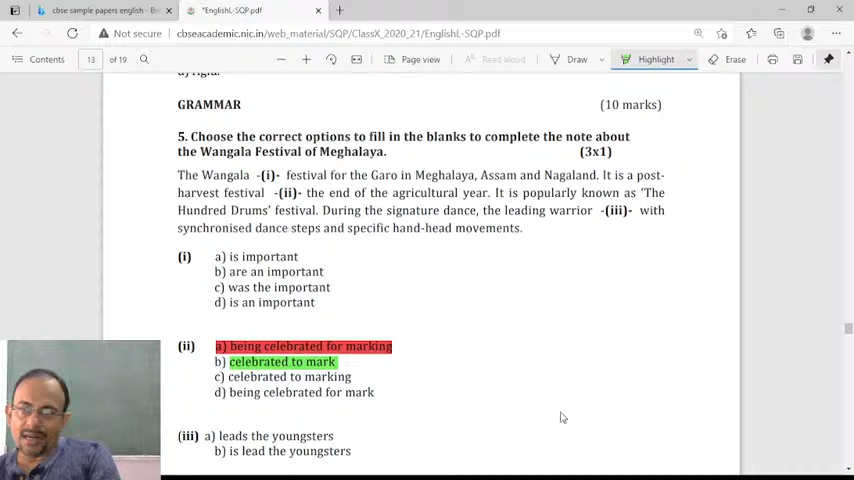 cbse sample papers english - Bi
*EnglishL-SQP.pdf
Not secure
cbseacademic.nic.in/web_material/SQP/ClassX_2020_21/EnglishL-SQP.pdf
Contents
13
of 19
Page view
Read aloud
Draw
Highlight
Erase
GRAMMAR
(10 marks)
5. Choose the correct options to fill in the blanks to complete the note about
the Wangala Festival of Meghalaya.
(3x1)
The Wangala -(i)- festival for the Garo in Meghalaya, Assam and Nagaland. It is a post-
harvest festival -(ii)- the end of the agricultural year. It is popularly known as ‘The
Hundred Drums’ festival. During the signature dance, the leading warrior -(iii)- with
synchronised dance steps and specific hand-head movements.
(i) a) is important
b) are an important
c) was the important
d) is an important
(ii) a) being celebrated for marking
b) celebrated to mark
c) celebrated to marking
d) being celebrated for mark
(iii) a) leads the youngsters
b) is lead the youngsters